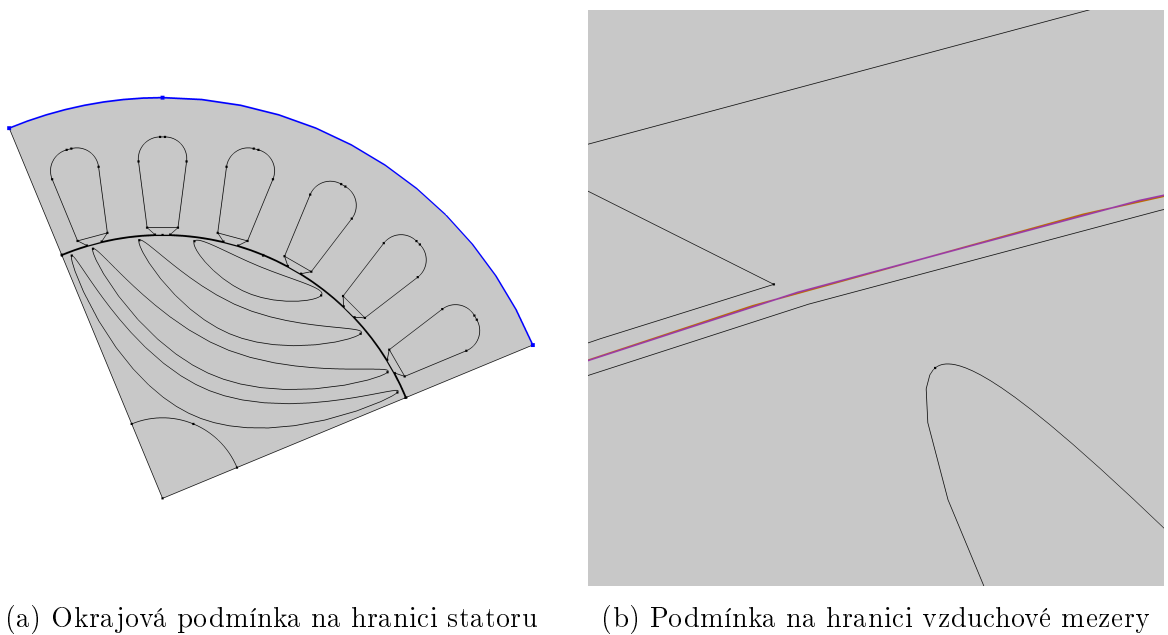 (a) Okrajová podmínka na hranici statoru
(b) Podmínka na hranici vzduchové mezery